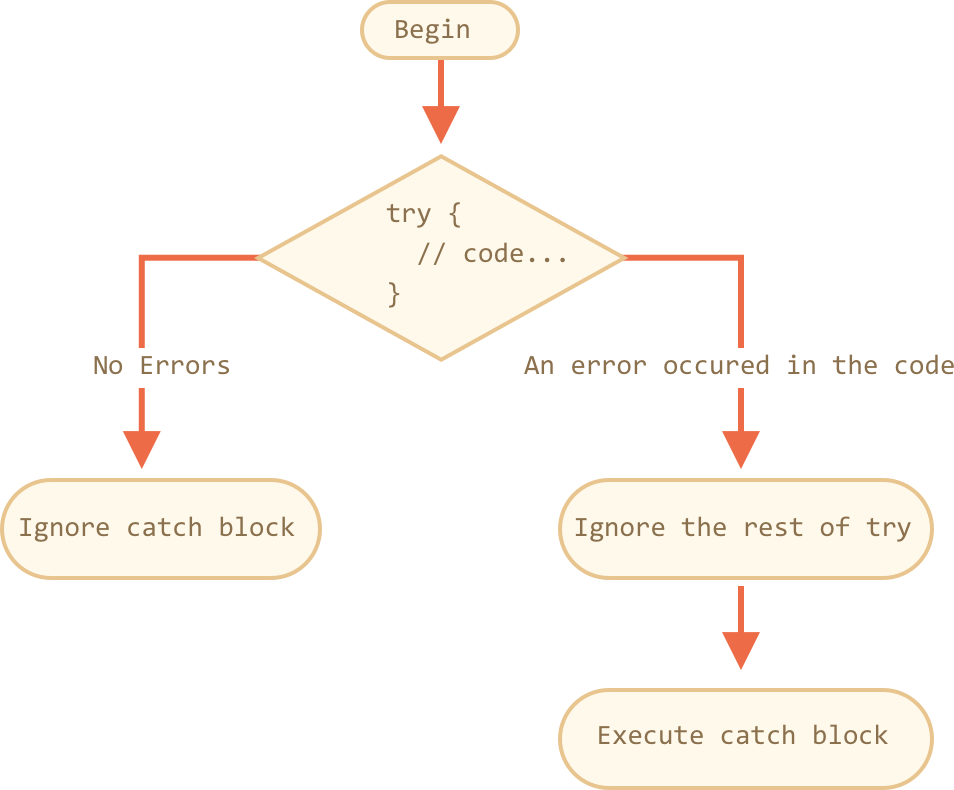 Begin
try {
// code...
}
No Errors
An error occured in the code
Ignore catch block
Ignore the rest of try
Execute catch block